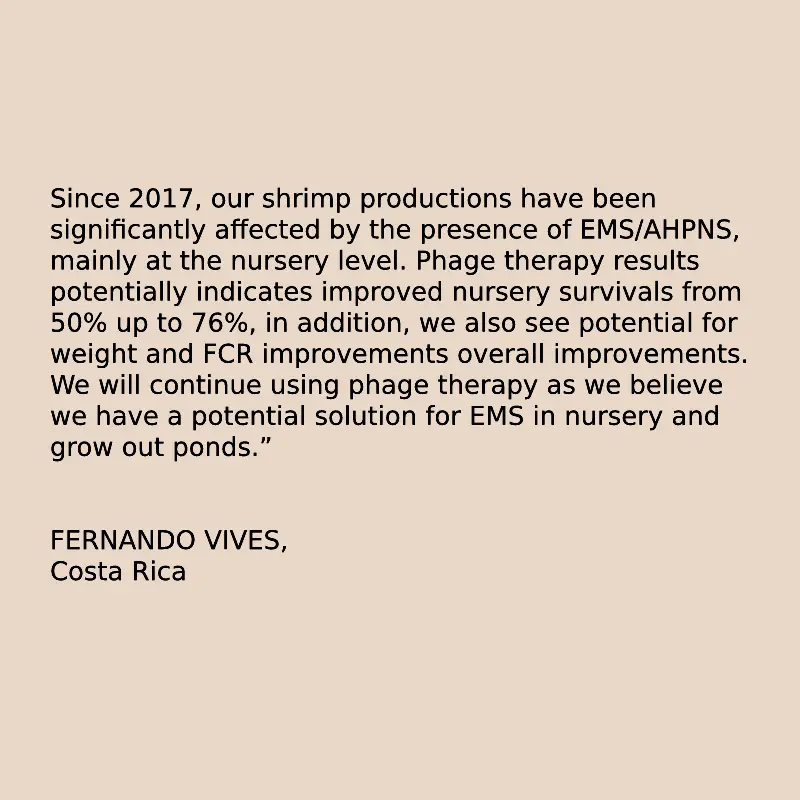 Since 2017, our shrimp productions have been
significantly affected by the presence of EMS/AHPNS,
mainly at the nursery level. Phage therapy results
potentially indicates improved nursery survivals from
50% up to 76%, in addition, we also see potential for
weight and FCR improvements overall improvements.
We will continue using phage therapy as we believe
we have a potential solution for EMS in nursery and
grow out ponds.”
FERNANDO VIVES,
Costa Rica